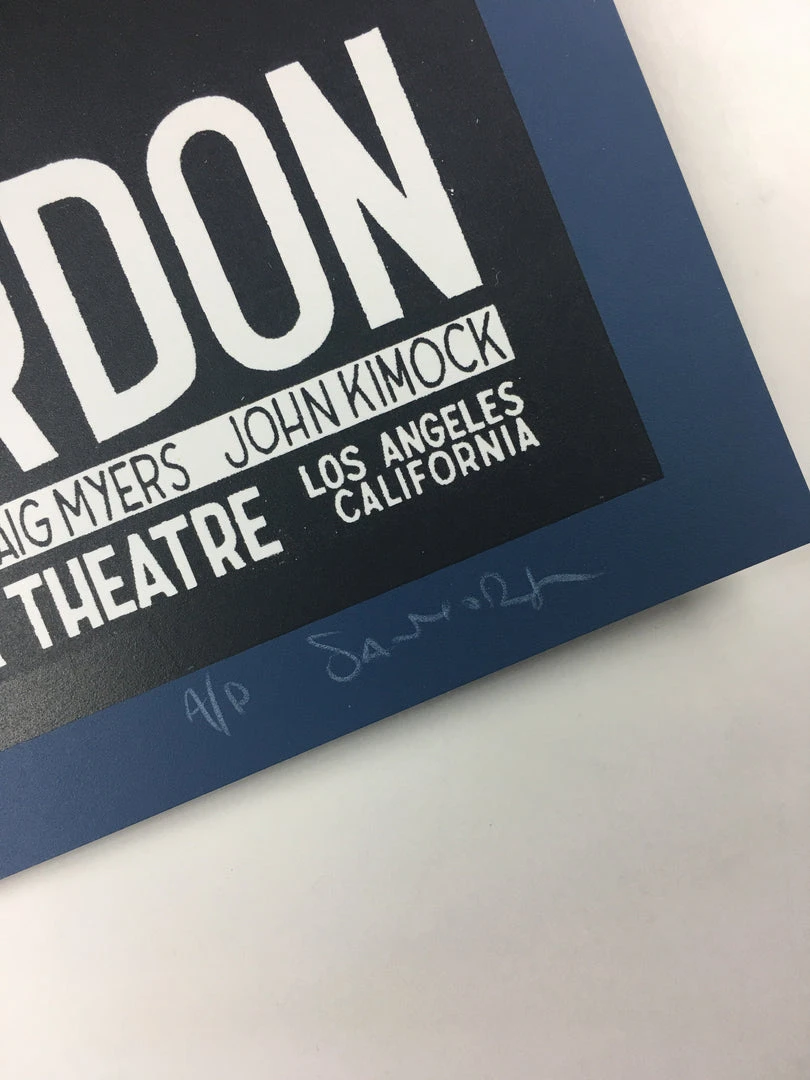 RDON
AIG MYERS JOHN KIMOCK
THEATRE LOS ANGELES
CALIFORNIA
A/P